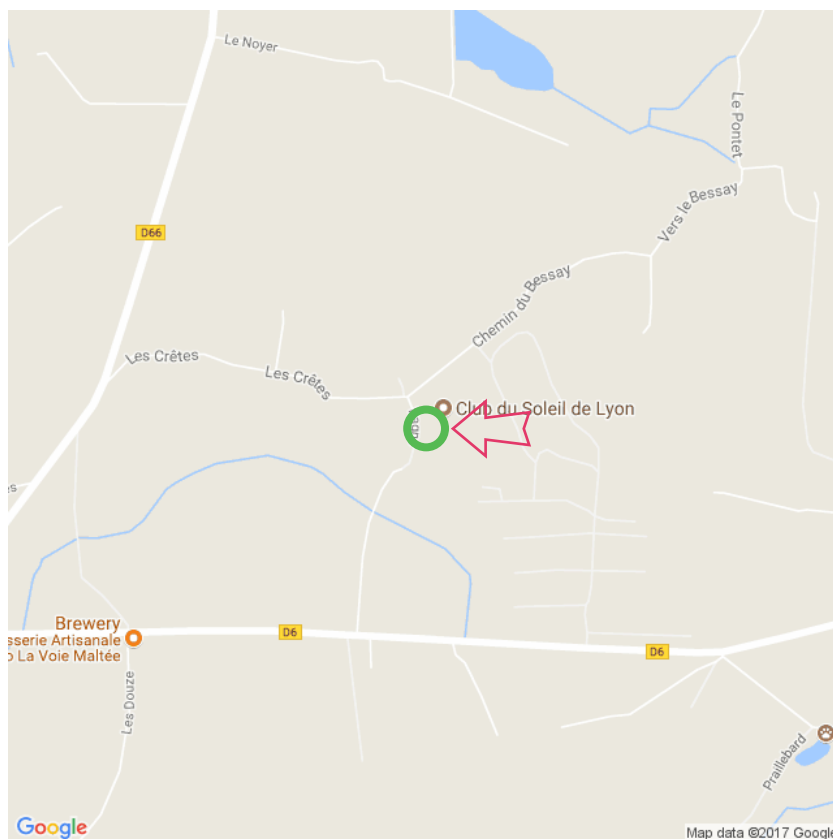 Le Noyer
Le Pontet
Vers le Bessay
D66
Chemin du Bessay
Les Crêtes
Les Crêtes
Club du Soleil de Lyon
Brewery
sserie Artisanale
o La Voie Maltée
D6
D6
Les Douze
Praillebard
Google
Map data ©2017 Google